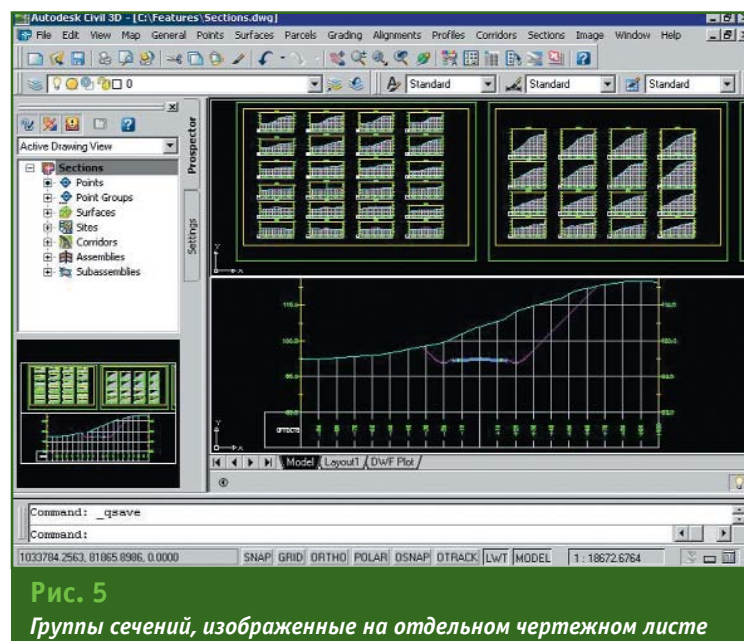 Autodesk Civil 3D - [C:\Features\Sections.dwg]
File Edit View Map General Points Surfaces Parcels Grading Alignments Profiles Corridors Sections Image Window Help
0 Standard Standard Standard
Active Drawing View
Sections
Points
Point Groups
Surfaces
Sites
Corridors
Assemblies
Subassemblies
Prospector
Settings
Y
X
OFFSETS
Y
X
Model Layout1 DWF Plot
Command: _qsave
Command:
1033784.2563, 81865.8986, 0.0000 SNAP GRID ORTHO POLAR OSNAP OTRACK LWT MODEL 1 : 18672.6764
Рис. 5
Группы сечений, изображенные на отдельном чертежном листе